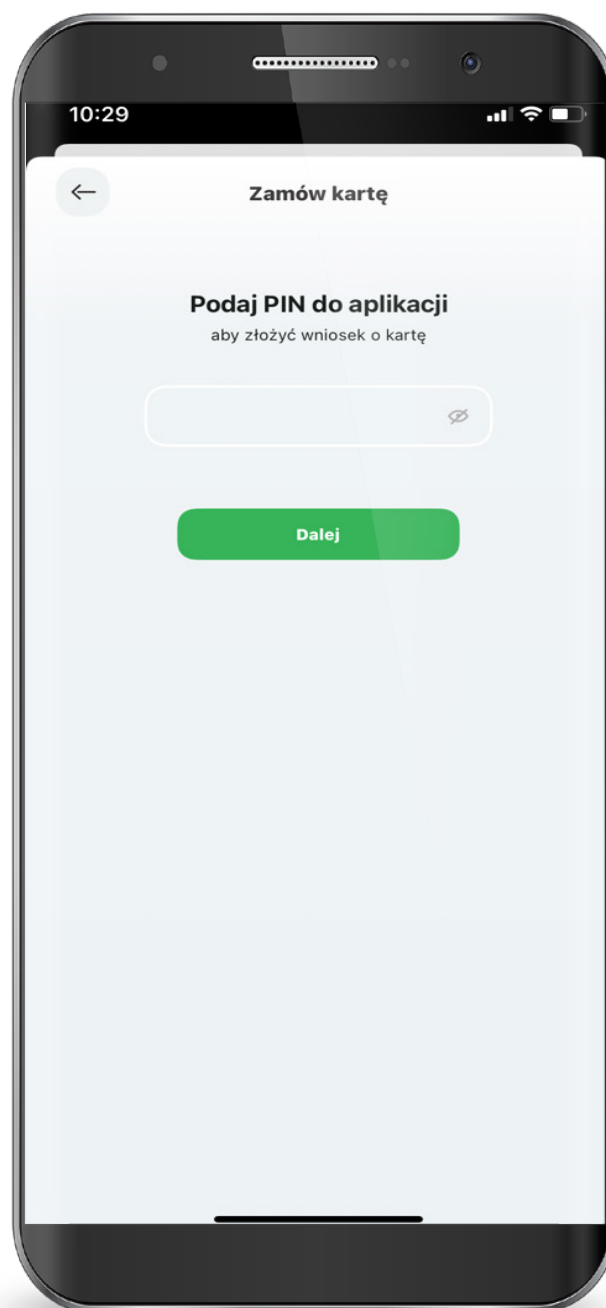 10:29
Zamów kartę
Podaj PIN do aplikacji
aby złożyć wniosek o kartę
Dalej